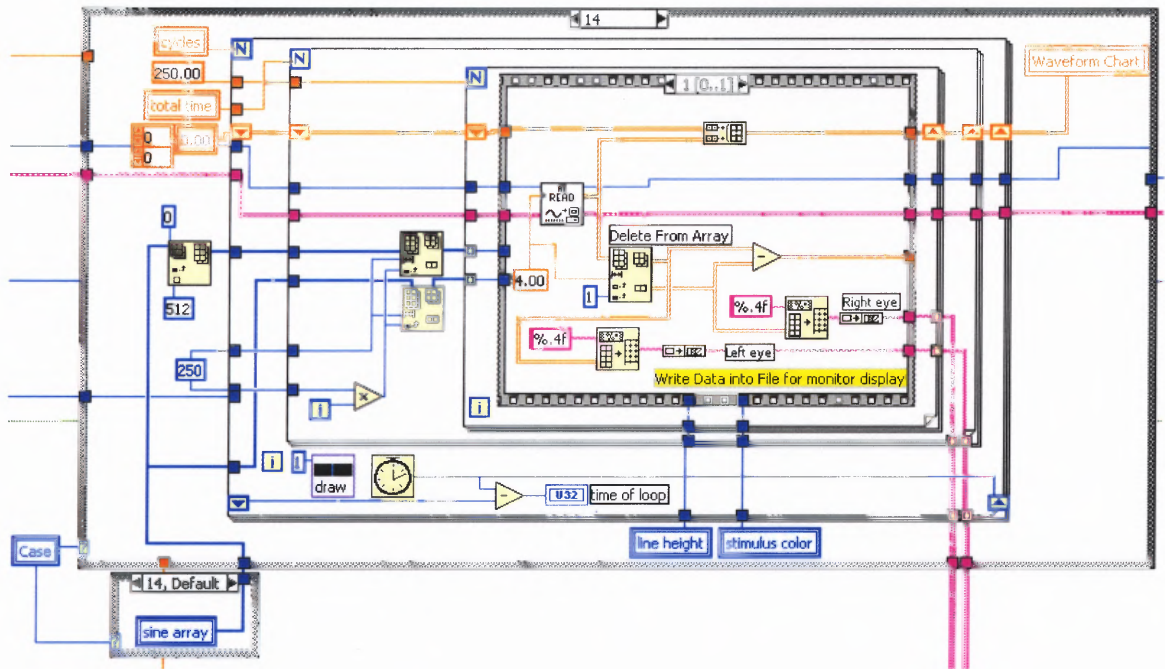 14
cycles
N
N
250.00
N
1 [0..1]
Waveform Chart
total time
0
0.00
0
READ
0
Delete From Array
4.00
1
512
%.4f
Right eye
%.4f
Left eye
250
Write Data into File for monitor display
i
x
i
i
1
draw
U32
time of loop
Case
line height
stimulus color
14, Default
sine array